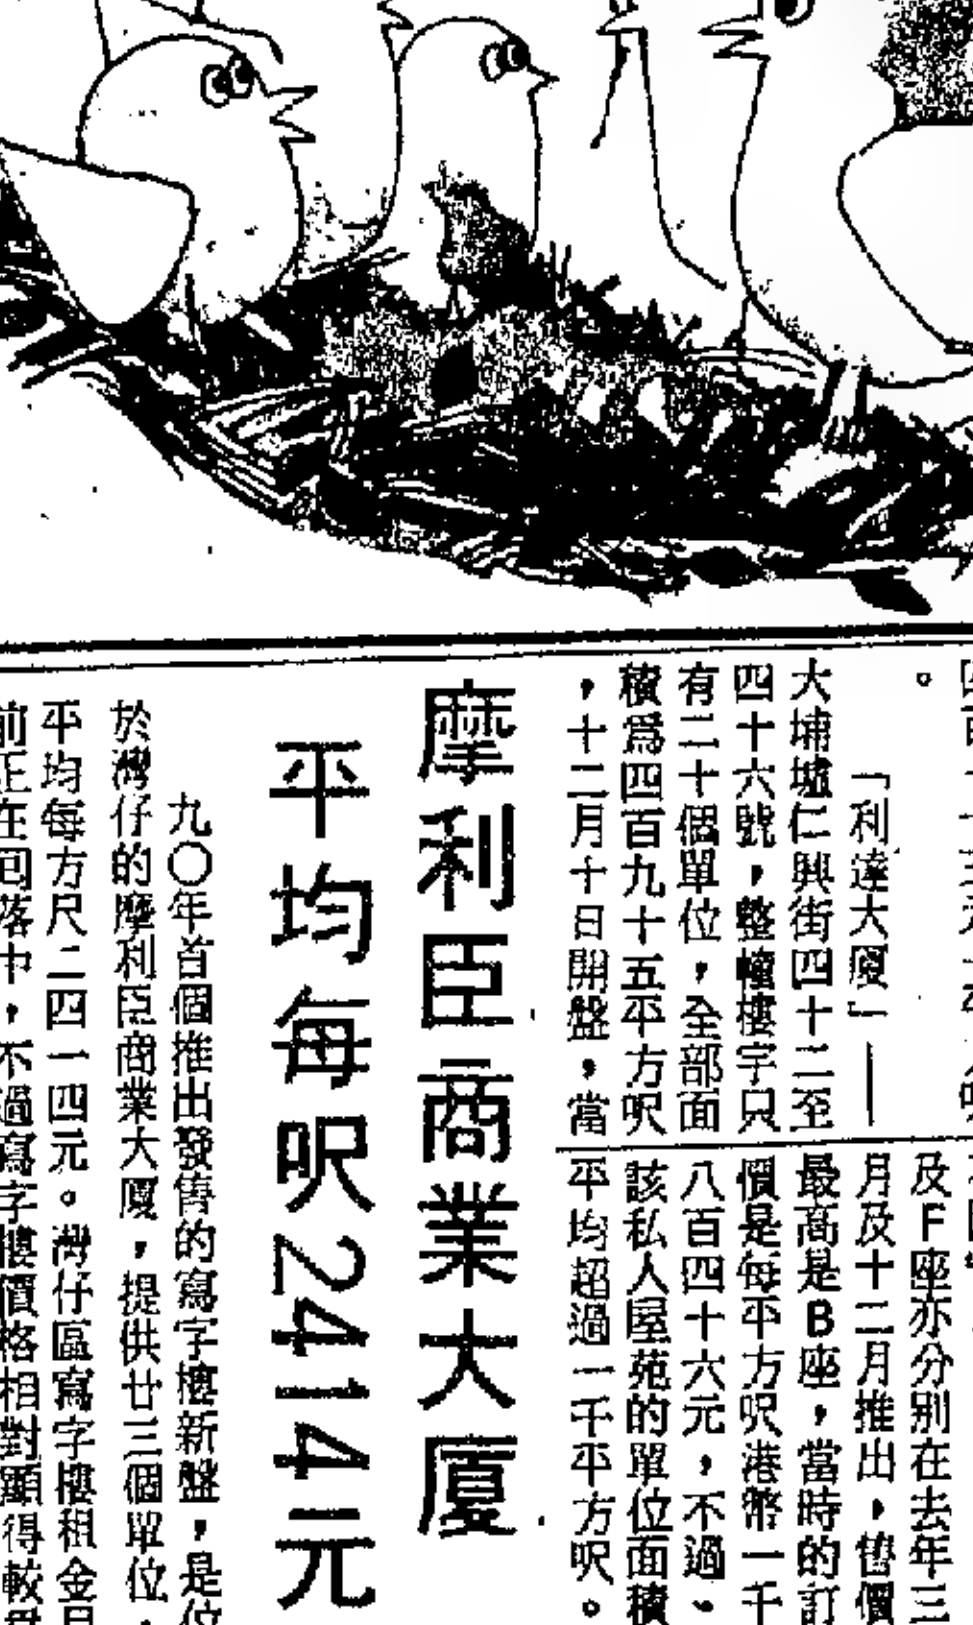 。
「利達大廈」——
大埔墟仁興街四十二至
四十六號，整幢樓宇只
有二十個單位，全部面
積爲四百九十五平方呎
，十二月十日開盤，當
及F座亦分別在去年三
月及十二月推出，售價
最高是B座，當時的訂
價是每平方呎港幣一千
八百四十六元，不過、
該私人屋苑的單位面積
平均超過一千平方呎。
摩利臣商業大廈
平均每呎2414元
九〇年首個推出發售的寫字樓新盤，是位
於灣仔的摩利臣商業大廈，提供廿三個單位，
平均每方尺二四一四元。灣仔區寫字樓租金目
前正在回落中，不過寫字樓價格相對顯得較